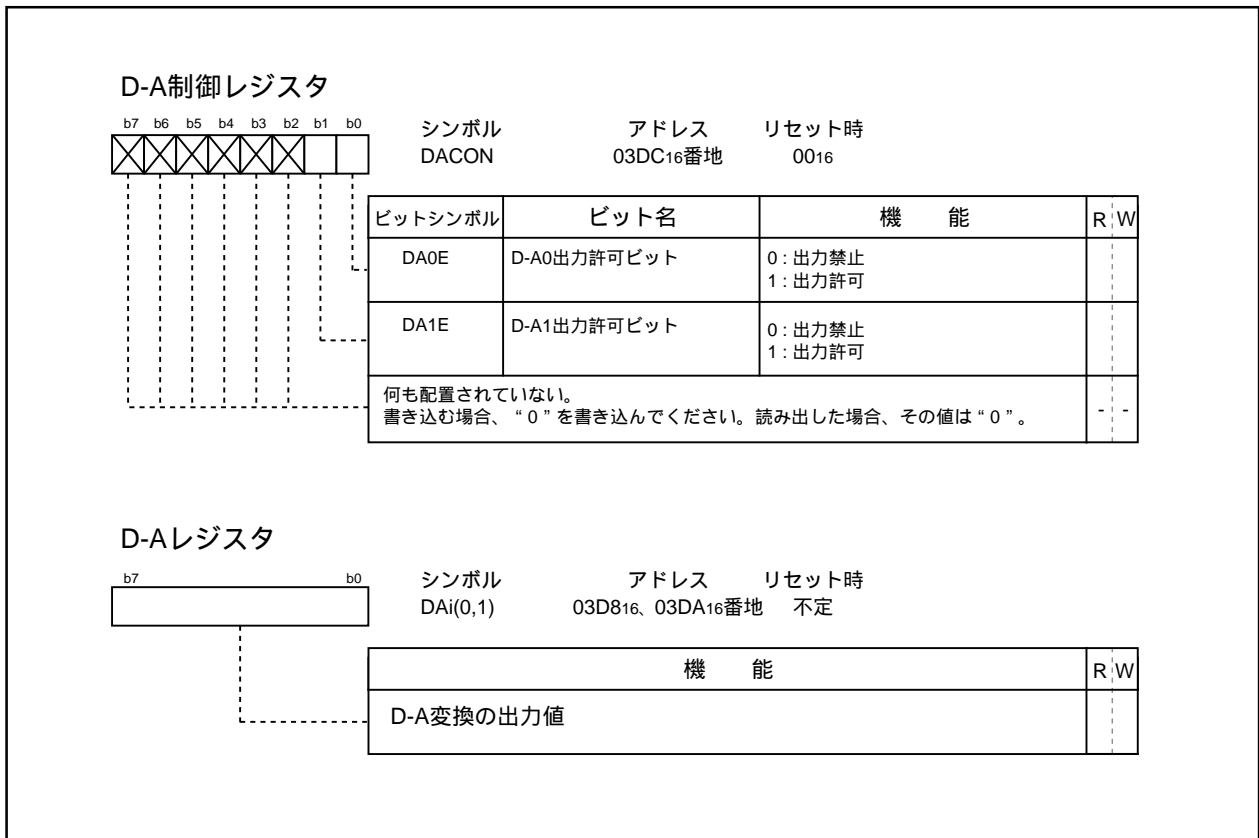 D-A制御レジスタ
b7 b6 b5 b4 b3 b2 b1 b0
シンボル アドレス リセット時
DACON 03DC16番地 0016
ビットシンボル ビット名 機 能 R W
DA0E D-A0出力許可ビット 0 : 出力禁止
1 : 出力許可
DA1E D-A1出力許可ビット 0 : 出力禁止
1 : 出力許可
何も配置されていない。
書き込む場合、“ 0 ” を書き込んでください。読み出した場合、その値は “ 0 ” 。 - -
D-Aレジスタ
b7 b0
シンボル アドレス リセット時
DAi(0,1) 03D816、03DA16番地 不定
機 能 R W
D-A変換の出力値